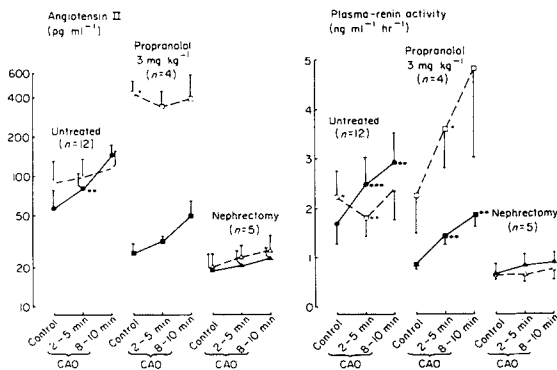 Angiotensin II
(pg ml⁻¹)
Propranolol
3 mg kg⁻¹
(n=4)
600
400
200
100
50
20
10
Untreated
(n=12)
Nephrectomy
(n=5)
Control
2–5 min
8–10 min
CAO
Control
2–5 min
8–10 min
CAO
Control
2–5 min
8–10 min
CAO
Plasma-renin activity
(ng ml⁻¹ hr⁻¹)
Propranolol
3 mg kg⁻¹
(n=4)
5
4
3
2
1
0
Untreated
(n=12)
Nephrectomy
(n=5)
Control
2–5 min
8–10 min
CAO
Control
2–5 min
8–10 min
CAO
Control
2–5 min
8–10 min
CAO